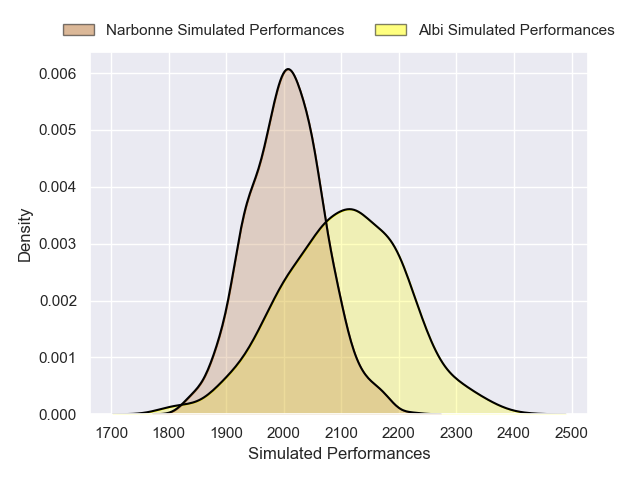 Narbonne Simulated Performances Albi Simulated Performances
0.006
0.005
0.004
0.003
0.002
0.001
0.000
Density
1700 1800 1900 2000 2100 2200 2300 2400 2500
Simulated Performances